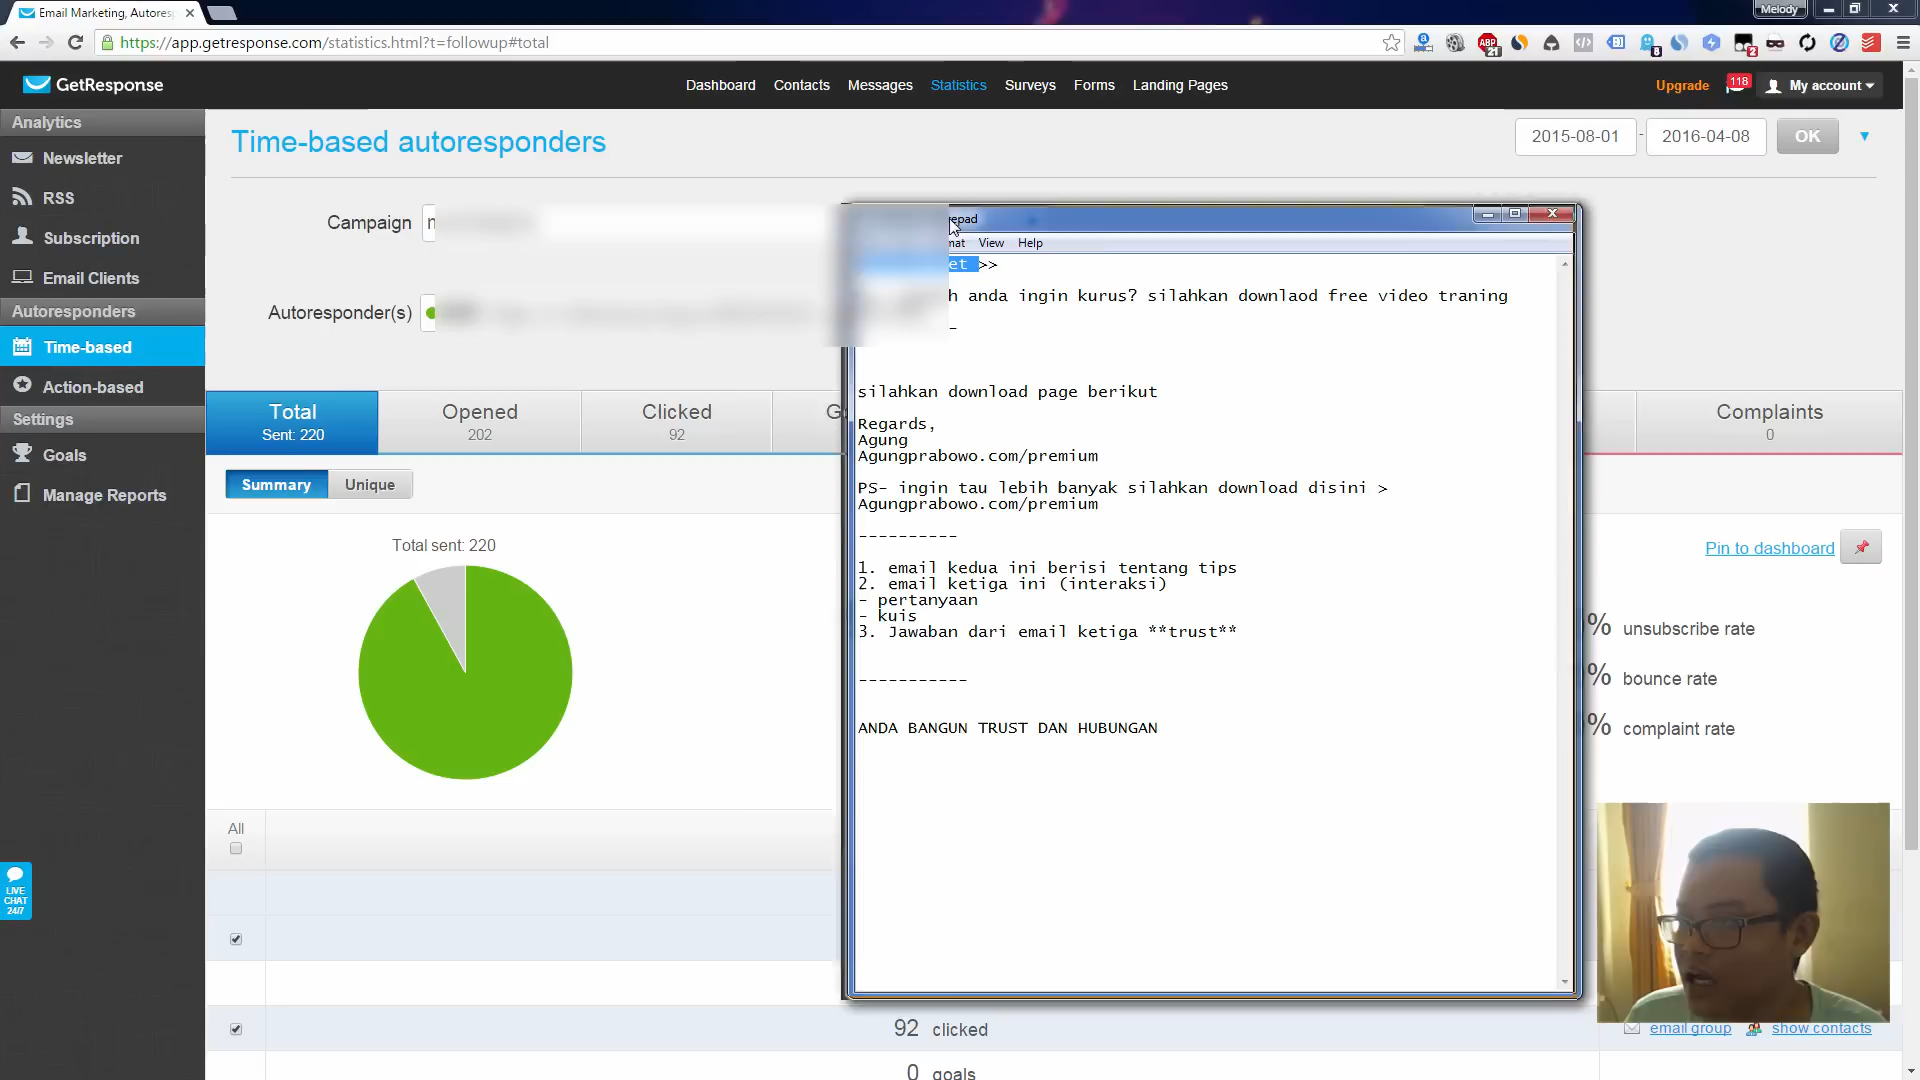 Email Marketing, Autores
Melody
https://app.getresponse.com/statistics.html?t=followup#total
ABP
21
8
2
GetResponse
Dashboard Contacts Messages Statistics Surveys Forms Landing Pages
Upgrade 118 My account
Analytics
Newsletter
RSS
Subscription
Email Clients
Autoresponders
Time-based
Action-based
Settings
Goals
Manage Reports
LIVE
CHAT
24/7
Time-based autoresponders
2015-08-01 - 2016-04-08 OK
Campaign
Autoresponder(s)
Total
Sent: 220
Opened
202
Clicked
92
Complaints
0
Summary Unique
Total sent: 220
Pin to dashboard
% unsubscribe rate
% bounce rate
% complaint rate
All
92 clicked
email group show contacts
0 goals
epad
mat View Help
et >>
h anda ingin kurus? silahkan downlaod free video traning
-
silahkan download page berikut
Regards,
Agung
Agungprabowo.com/premium
PS- ingin tau lebih banyak silahkan download disini >
Agungprabowo.com/premium
----------
1. email kedua ini berisi tentang tips
2. email ketiga ini (interaksi)
- pertanyaan
- kuis
3. Jawaban dari email ketiga **trust**
-----------
ANDA BANGUN TRUST DAN HUBUNGAN